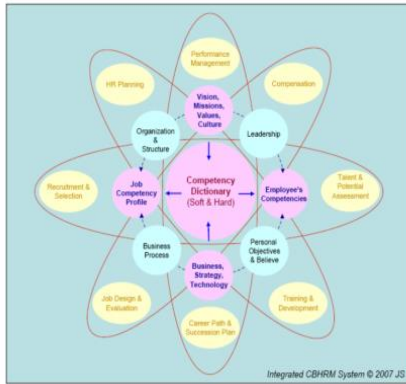 Performance
Management
HR Planning
Compensation
Vision,
Missions,
Values,
Culture
Organization
& Structure
Leadership
Recruitment &
Selection
Job
Competency
Profile
Competency
Dictionary
(Soft & Hard)
Employee's
Competencies
Talent &
Potential
Assessment
Business
Process
Personal
Objectives
& Believe
Business,
Strategy,
Technology
Job Design &
Evaluation
Training &
Development
Career Path &
Succession Plan
Integrated CBHRM System © 2007 JS